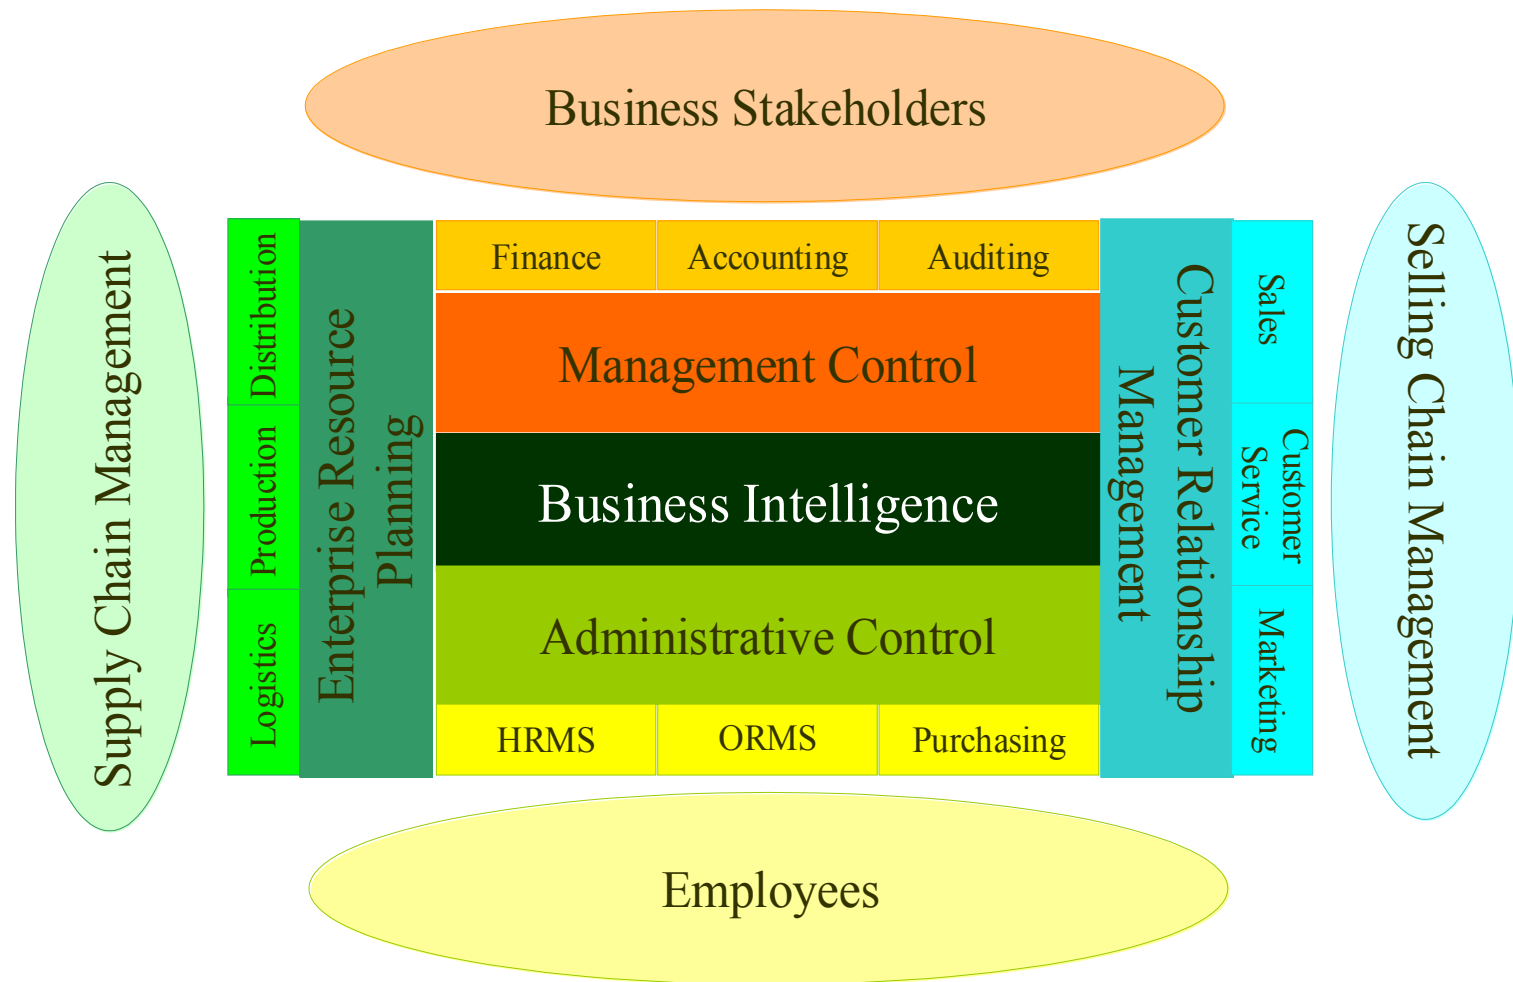 Business Stakeholders
Supply Chain Management
Distribution
Production
Logistics
Enterprise Resource
Planning
Finance
Accounting
Auditing
Management Control
Business Intelligence
Administrative Control
HRMS
ORMS
Purchasing
Customer Relationship
Management
Sales
Customer
Service
Marketing
Selling Chain Management
Employees